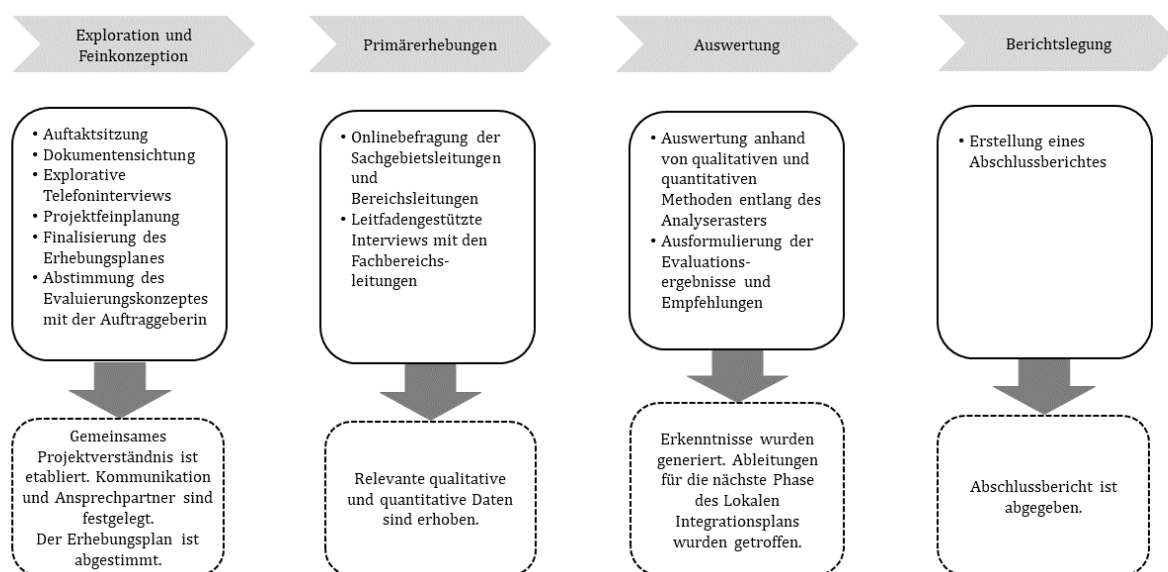 Exploration und
Feinkonzeption
Primärerhebungen
Auswertung
Berichtslegung
• Auftaktsitzung
• Dokumentensichtung
• Explorative
Telefoninterviews
• Projektfeinplanung
• Finalisierung des
Erhebungsplanes
• Abstimmung des
Evaluierungskonzeptes
mit der Auftraggeberin
• Onlinebefragung der
Sachgebietsleitungen
und
Bereichsleitungen
• Leitfadengestützte
Interviews mit den
Fachbereichs-
leitungen
• Auswertung anhand
von qualitativen und
quantitativen
Methoden entlang des
Analyserasters
• Ausformulierung der
Evaluations-
ergebnisse und
Empfehlungen
• Erstellung eines
Abschlussberichtes
Gemeinsames
Projektverständnis ist
etabliert. Kommunikation
und Ansprechpartner sind
festgelegt.
Der Erhebungsplan ist
abgestimmt.
Relevante qualitative
und quantitative Daten
sind erhoben.
Erkenntnisse wurden
generiert. Ableitungen
für die nächste Phase
des Lokalen
Integrationsplans
wurden getroffen.
Abschlussbericht ist
abgegeben.